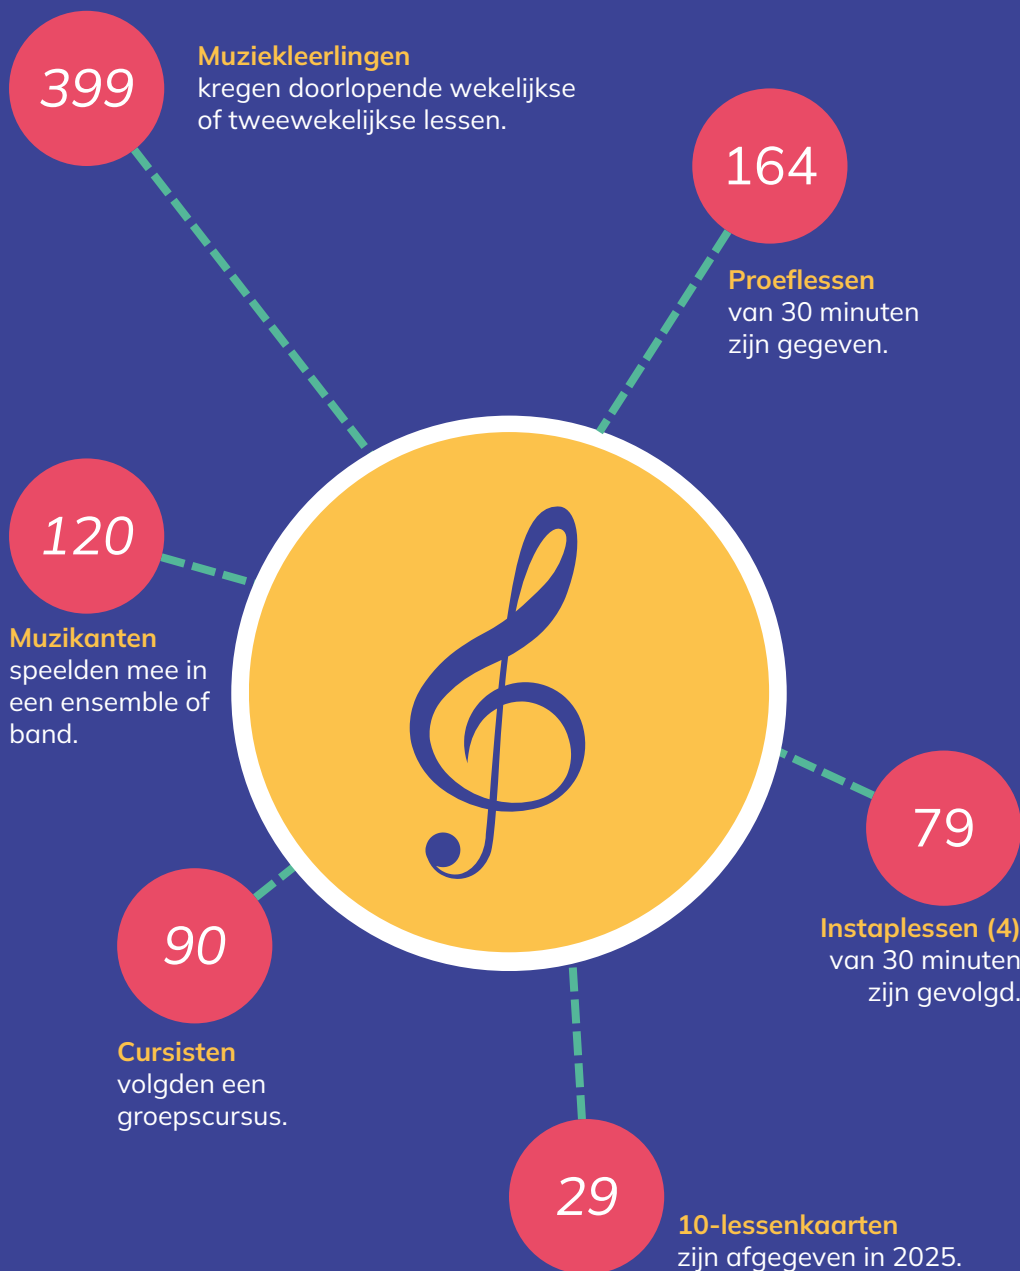 399
Muziekleerlingen
kregen doorlopende wekelijkse
of tweewekelijkse lessen.
164
Proeflessen
van 30 minuten
zijn gegeven.
120
Muzikanten
speelden mee in
een ensemble of
band.
79
Instaplessen (4)
van 30 minuten
zijn gevolgd.
90
Cursisten
volgden een
groepscursus.
29
10-lessenkaarten
zijn afgegeven in 2025.